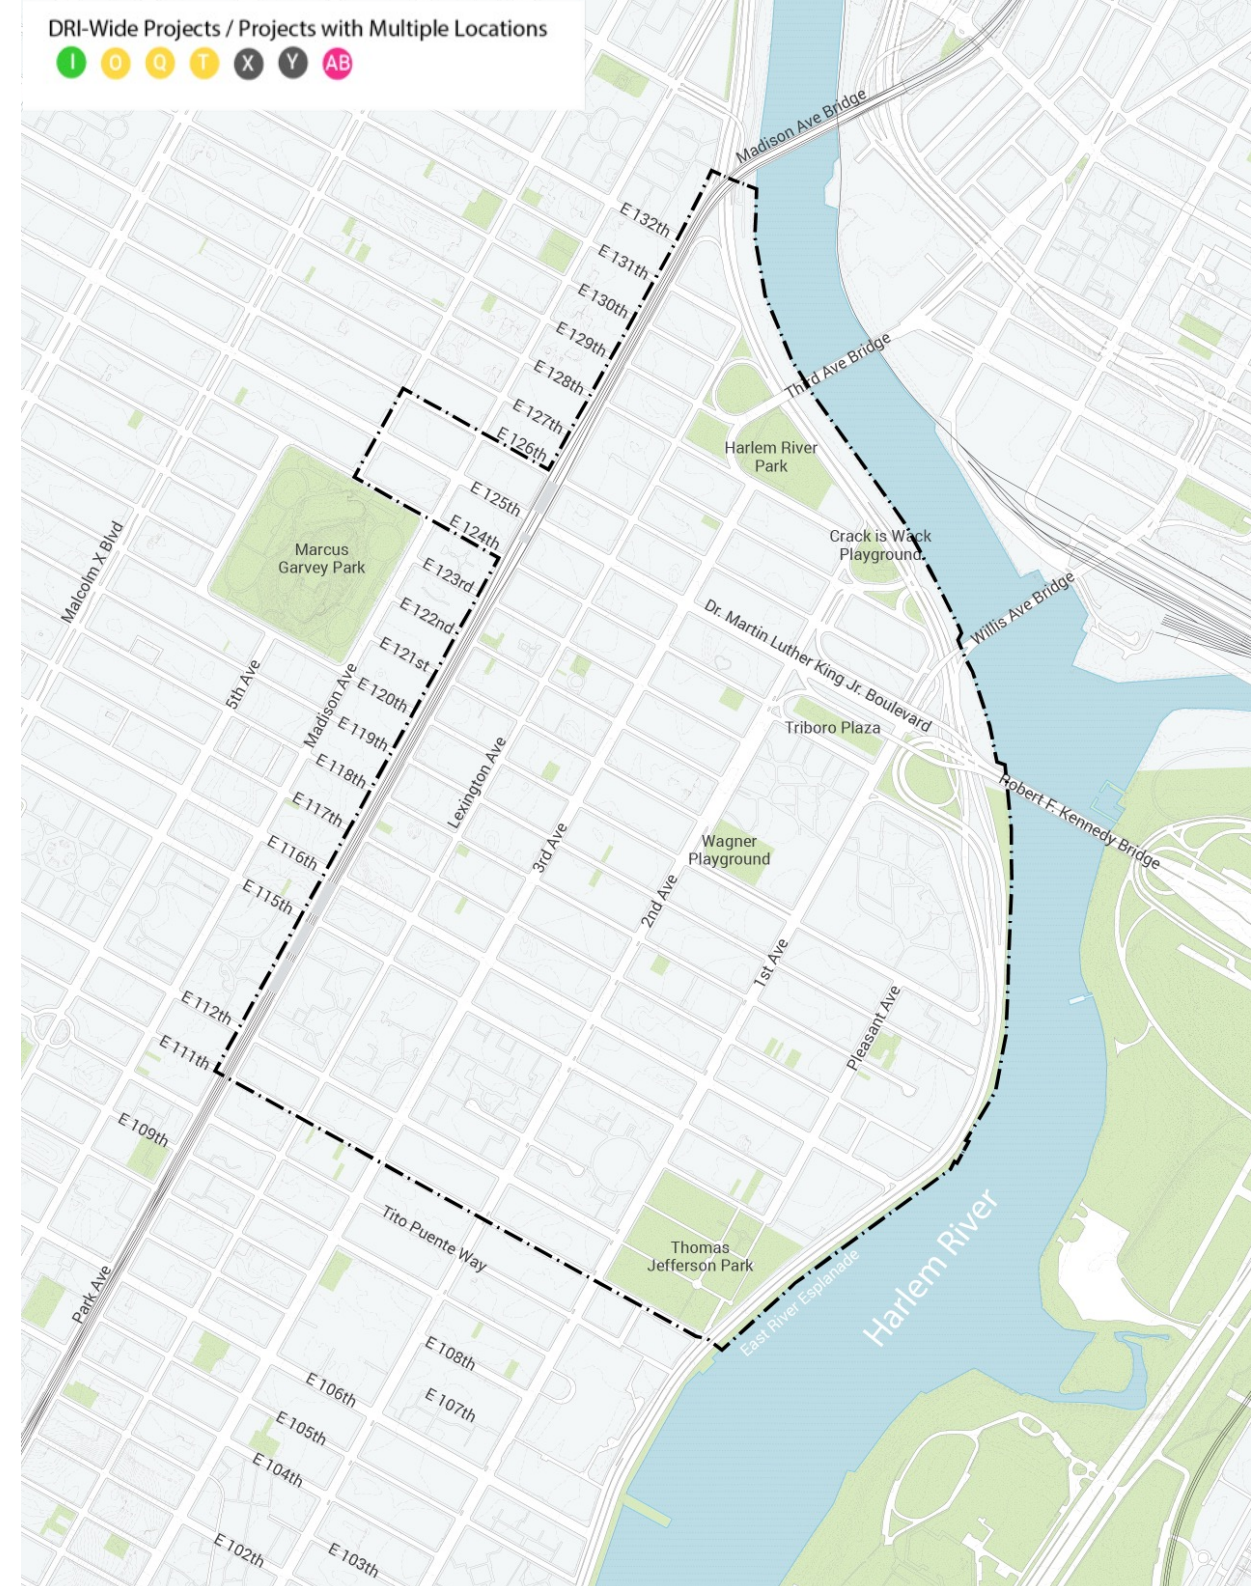 DRI-Wide Projects / Projects with Multiple Locations
I O Q T X Y AB
Madison Ave Bridge
E 132th
E 131th
E 130th
E 129th
E 128th
E 127th
E 126th
E 125th
E 124th
E 123rd
E 122nd
E 121st
E 120th
E 119th
E 118th
E 117th
E 116th
E 115th
E 112th
E 111th
E 109th
Third Ave Bridge
Harlem River
Park
Crack is Wack
Playground
Willis Ave Bridge
Marcus
Garvey Park
Malcolm X Blvd
5th Ave
Madison Ave
Dr. Martin Luther King Jr. Boulevard
Triboro Plaza
Robert F. Kennedy Bridge
Lexington Ave
3rd Ave
Wagner
Playground
2nd Ave
1st Ave
Pleasant Ave
Tito Puente Way
Thomas
Jefferson Park
East River Esplanade
Harlem River
Park Ave
E 108th
E 107th
E 106th
E 105th
E 104th
E 103th
E 102th